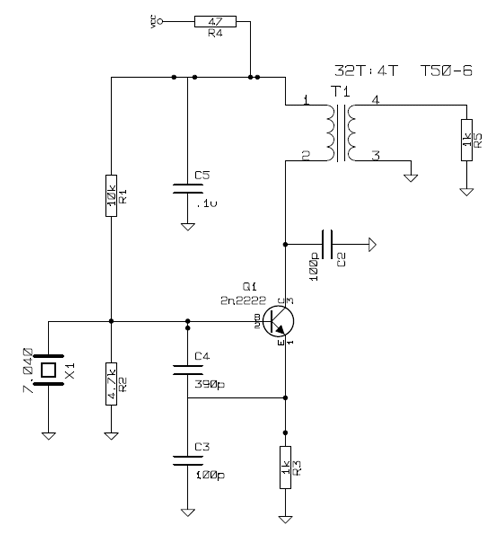 Vcc
47
R4
32T:4T T50-6
T1
1
4
2
3
1k
R5
C5
.1u
10k
R1
100p
C2
Q1
2n2222
C
3
B
2
E
1
7.040
X1
4.7k
R2
C4
390p
C3
100p
1k
R3